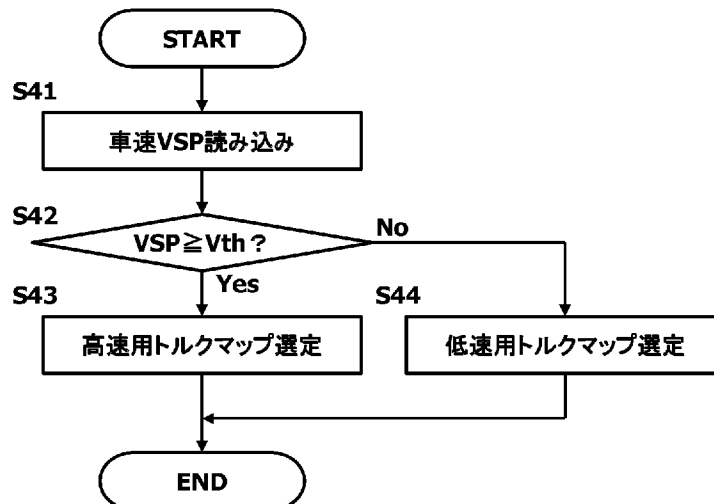 START
S41
車速VSP読み込み
S42
VSP≧Vth？
No
Yes
S43
高速用トルクマップ選定
S44
低速用トルクマップ選定
END